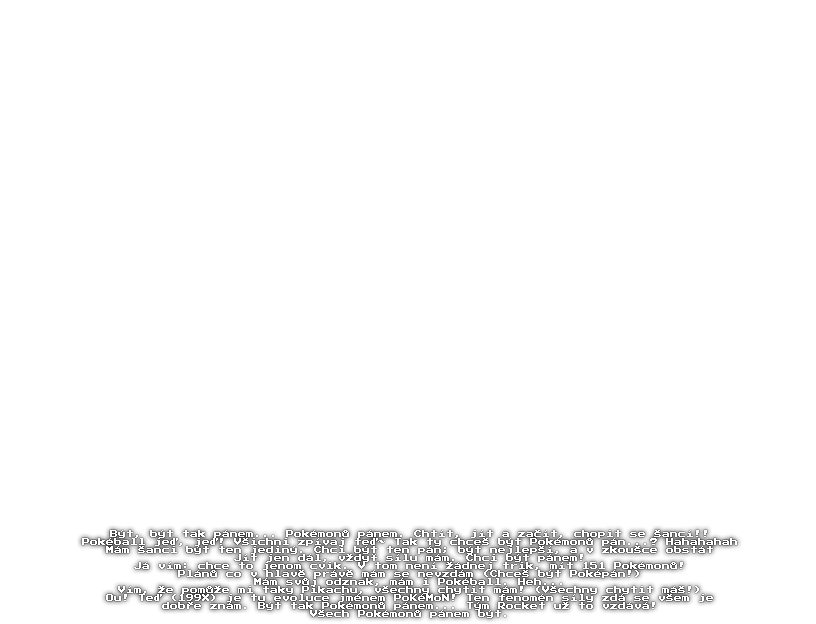 Být, být tak pánem... Pokémonů pánem. Chtít, jít a začít, chopit se šancí!!
Pokéball jeď, jeď! Všichni zpívaj teď~ Tak ty chceš být Pokémonů pán...? Hahahahah
Mám šanci být ten jediný. Chci být ten pán; být nejlepší, a v zkoušce obstát
Jít jen dál, vždyť sílu mám. Chci být pánem!
Já vím: chce to jenom cvik. V tom není žádnej trik, mít 151 Pokémonů!
Plánů co v hlavě právě mám se nevzdám (Chceš být Poképán!)
Mám svůj odznak, mám i Pokéball. Heh...
Vím, že pomůže mi taky Pikachu, všechny chytit mám! (Všechny chytit máš!)
Ou! Teď (199X) je tu evoluce jménem PoKéMoN! Ten fenomén síly zdá se všem je
dobře znám. Být tak Pokémonů pánem... Tým Rocket už to vzdává!
Všech Pokémonů pánem být.